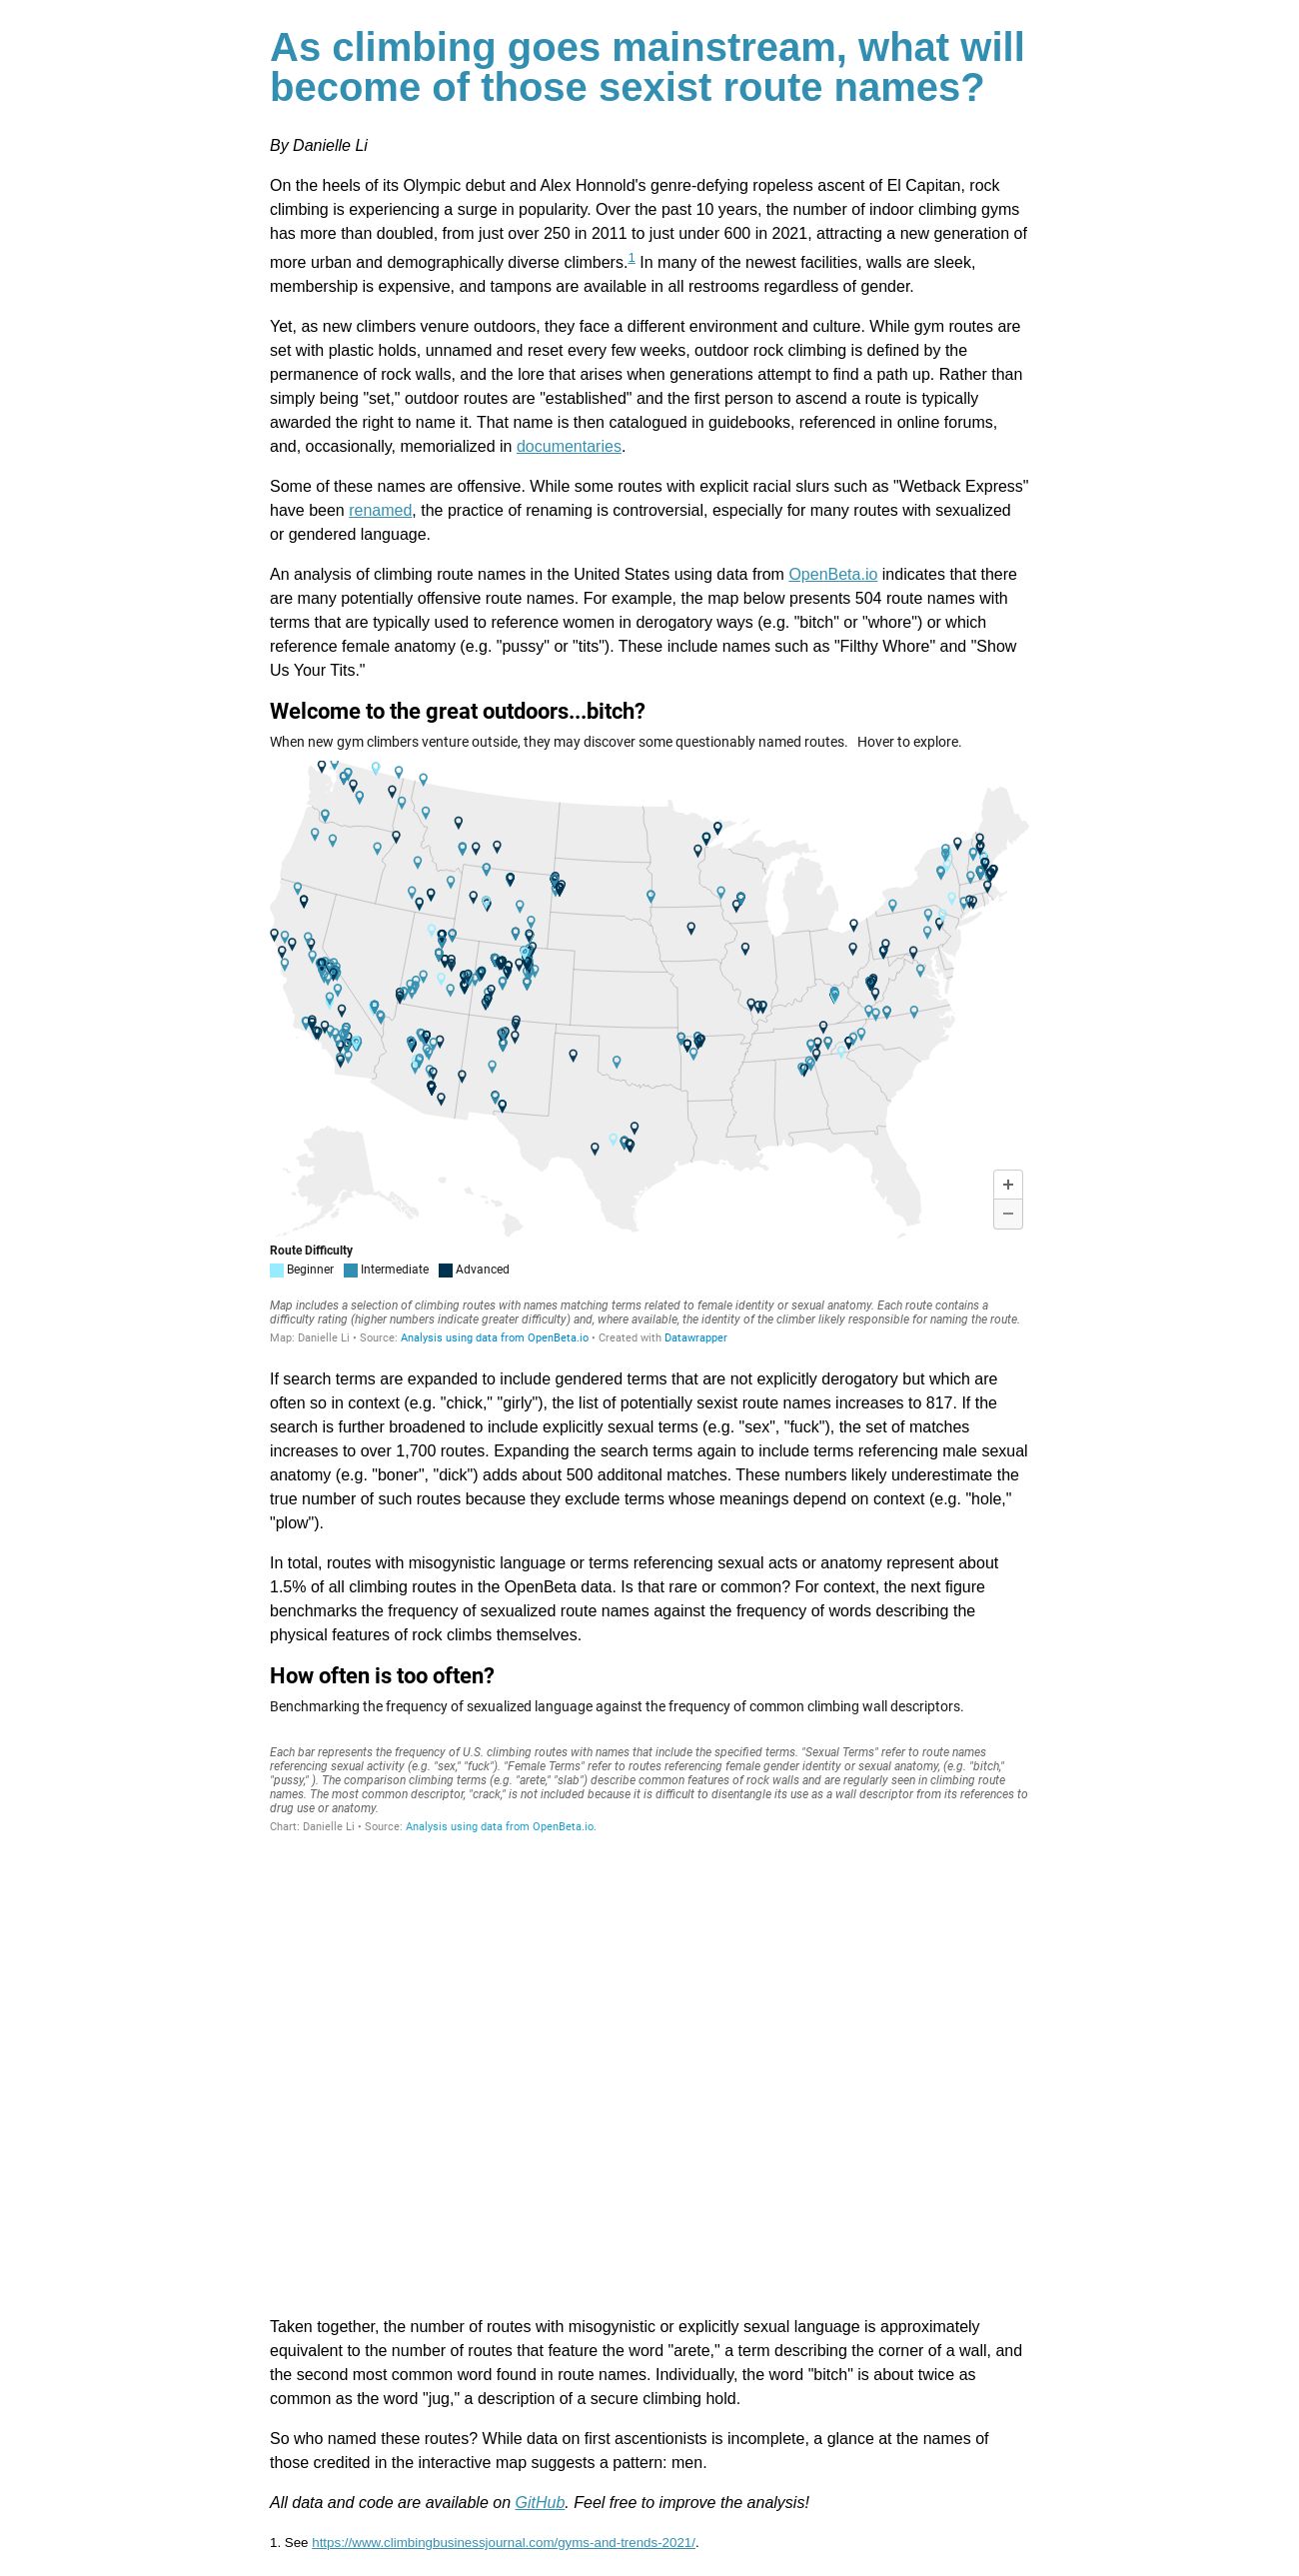 As climbing goes mainstream, what will
become of those sexist route names?
By Danielle Li
On the heels of its Olympic debut and Alex Honnold's genre-defying ropeless ascent of El Capitan, rock
climbing is experiencing a surge in popularity. Over the past 10 years, the number of indoor climbing gyms
has more than doubled, from just over 250 in 2011 to just under 600 in 2021, attracting a new generation of
more urban and demographically diverse climbers.1 In many of the newest facilities, walls are sleek,
membership is expensive, and tampons are available in all restrooms regardless of gender.
Yet, as new climbers venure outdoors, they face a different environment and culture. While gym routes are
set with plastic holds, unnamed and reset every few weeks, outdoor rock climbing is defined by the
permanence of rock walls, and the lore that arises when generations attempt to find a path up. Rather than
simply being "set," outdoor routes are "established" and the first person to ascend a route is typically
awarded the right to name it. That name is then catalogued in guidebooks, referenced in online forums,
and, occasionally, memorialized in documentaries.
Some of these names are offensive. While some routes with explicit racial slurs such as "Wetback Express"
have been renamed, the practice of renaming is controversial, especially for many routes with sexualized
or gendered language.
An analysis of climbing route names in the United States using data from OpenBeta.io indicates that there
are many potentially offensive route names. For example, the map below presents 504 route names with
terms that are typically used to reference women in derogatory ways (e.g. "bitch" or "whore") or which
reference female anatomy (e.g. "pussy" or "tits"). These include names such as "Filthy Whore" and "Show
Us Your Tits."
Welcome to the great outdoors...bitch?
When new gym climbers venture outside, they may discover some questionably named routes. Hover to explore.
+
−
Route Difficulty
Beginner Intermediate Advanced
Map includes a selection of climbing routes with names matching terms related to female identity or sexual anatomy. Each route contains a
difficulty rating (higher numbers indicate greater difficulty) and, where available, the identity of the climber likely responsible for naming the route.
Map: Danielle Li • Source: Analysis using data from OpenBeta.io • Created with Datawrapper
If search terms are expanded to include gendered terms that are not explicitly derogatory but which are
often so in context (e.g. "chick," "girly"), the list of potentially sexist route names increases to 817. If the
search is further broadened to include explicitly sexual terms (e.g. "sex", "fuck"), the set of matches
increases to over 1,700 routes. Expanding the search terms again to include terms referencing male sexual
anatomy (e.g. "boner", "dick") adds about 500 additonal matches. These numbers likely underestimate the
true number of such routes because they exclude terms whose meanings depend on context (e.g. "hole,"
"plow").
In total, routes with misogynistic language or terms referencing sexual acts or anatomy represent about
1.5% of all climbing routes in the OpenBeta data. Is that rare or common? For context, the next figure
benchmarks the frequency of sexualized route names against the frequency of words describing the
physical features of rock climbs themselves.
How often is too often?
Benchmarking the frequency of sexualized language against the frequency of common climbing wall descriptors.
Each bar represents the frequency of U.S. climbing routes with names that include the specified terms. "Sexual Terms" refer to route names
referencing sexual activity (e.g. "sex," "fuck"). "Female Terms" refer to routes referencing female gender identity or sexual anatomy, (e.g. "bitch,"
"pussy," ). The comparison climbing terms (e.g. "arete," "slab") describe common features of rock walls and are regularly seen in climbing route
names. The most common descriptor, "crack," is not included because it is difficult to disentangle its use as a wall descriptor from its references to
drug use or anatomy.
Chart: Danielle Li • Source: Analysis using data from OpenBeta.io.
Taken together, the number of routes with misogynistic or explicitly sexual language is approximately
equivalent to the number of routes that feature the word "arete," a term describing the corner of a wall, and
the second most common word found in route names. Individually, the word "bitch" is about twice as
common as the word "jug," a description of a secure climbing hold.
So who named these routes? While data on first ascentionists is incomplete, a glance at the names of
those credited in the interactive map suggests a pattern: men.
All data and code are available on GitHub. Feel free to improve the analysis!
1. See https://www.climbingbusinessjournal.com/gyms-and-trends-2021/.